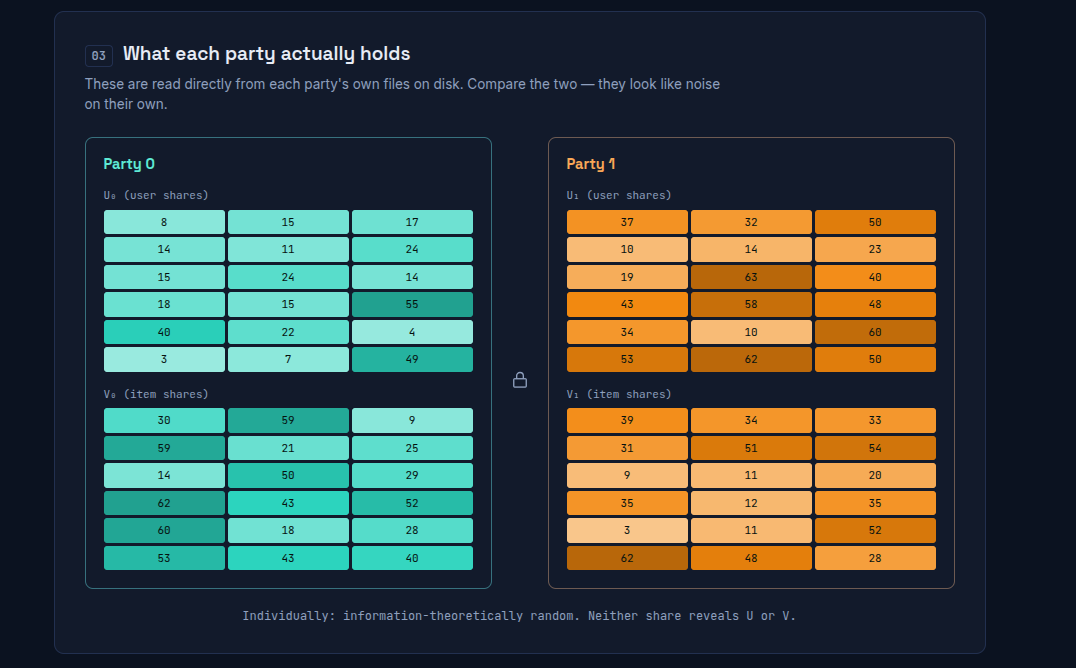 03 What each party actually holds
These are read directly from each party's own files on disk. Compare the two — they look like noise
on their own.
Party 0
U₀ (user shares)
8 15 17
14 11 24
15 24 14
18 15 55
40 22 4
3 7 49
V₀ (item shares)
30 59 9
59 21 25
14 50 29
62 43 52
60 18 28
53 43 40
Party 1
U₁ (user shares)
37 32 50
10 14 23
19 63 40
43 58 48
34 10 60
53 62 50
V₁ (item shares)
39 34 33
31 51 54
9 11 20
35 12 35
3 11 52
62 48 28
Individually: information-theoretically random. Neither share reveals U or V.